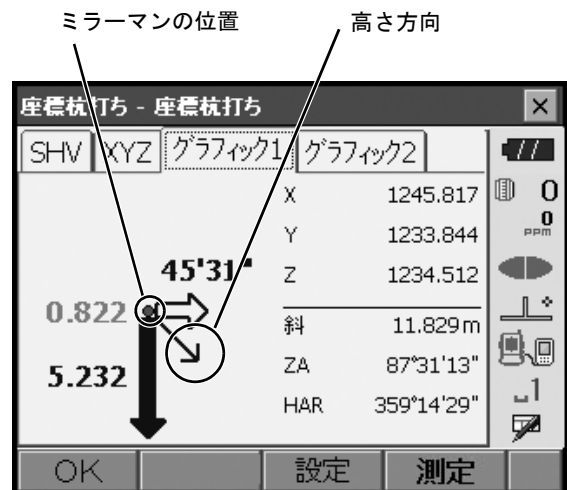 ミラーマンの位置
高さ方向
座標杭打ち - 座標杭打ち
SHV XYZ グラフィック1 グラフィック2
X 1245.817
Y 1233.844
Z 1234.512
斜 11.829m
ZA 87°31'13"
HAR 359°14'29"
45'31"
0.822
5.232
0
0
PPM
1
OK 設定 測定